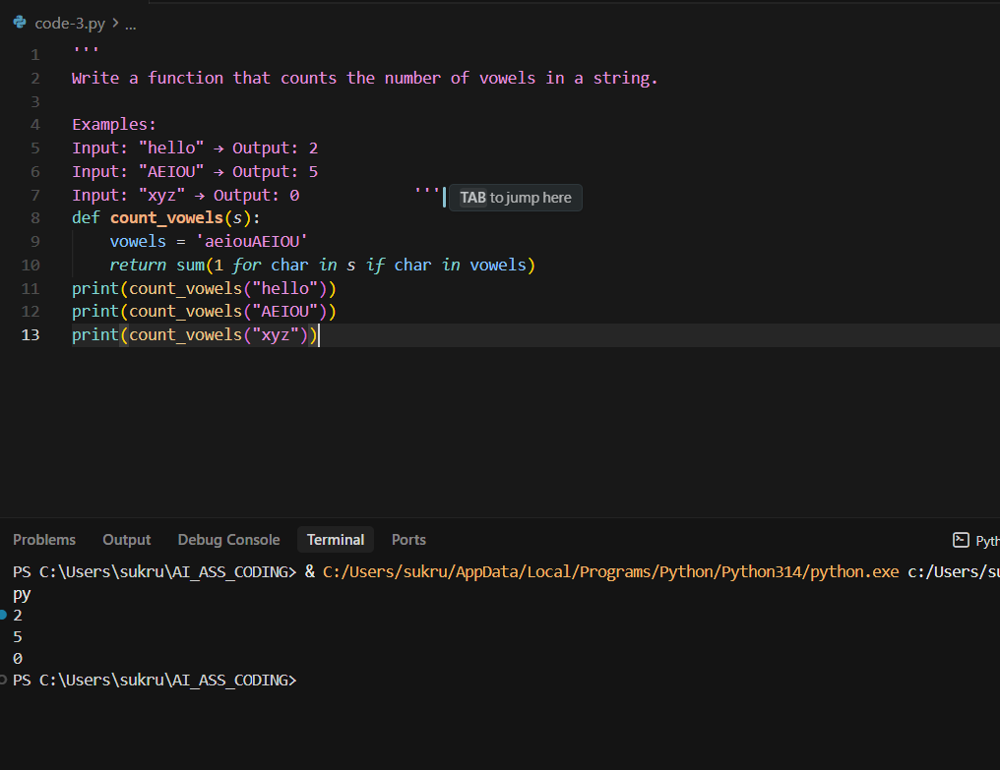 code-3.py > ...
1 '''
2 Write a function that counts the number of vowels in a string.
3
4 Examples:
5 Input: "hello" → Output: 2
6 Input: "AEIOU" → Output: 5
7 Input: "xyz" → Output: 0 ''' TAB to jump here
8 def count_vowels(s):
9 vowels = 'aeiouAEIOU'
10 return sum(1 for char in s if char in vowels)
11 print(count_vowels("hello"))
12 print(count_vowels("AEIOU"))
13 print(count_vowels("xyz"))
Problems Output Debug Console Terminal Ports Pyth
PS C:\Users\sukru\AI_ASS_CODING> & C:/Users/sukru/AppData/Local/Programs/Python/Python314/python.exe c:/Users/su
py
2
5
0
PS C:\Users\sukru\AI_ASS_CODING>